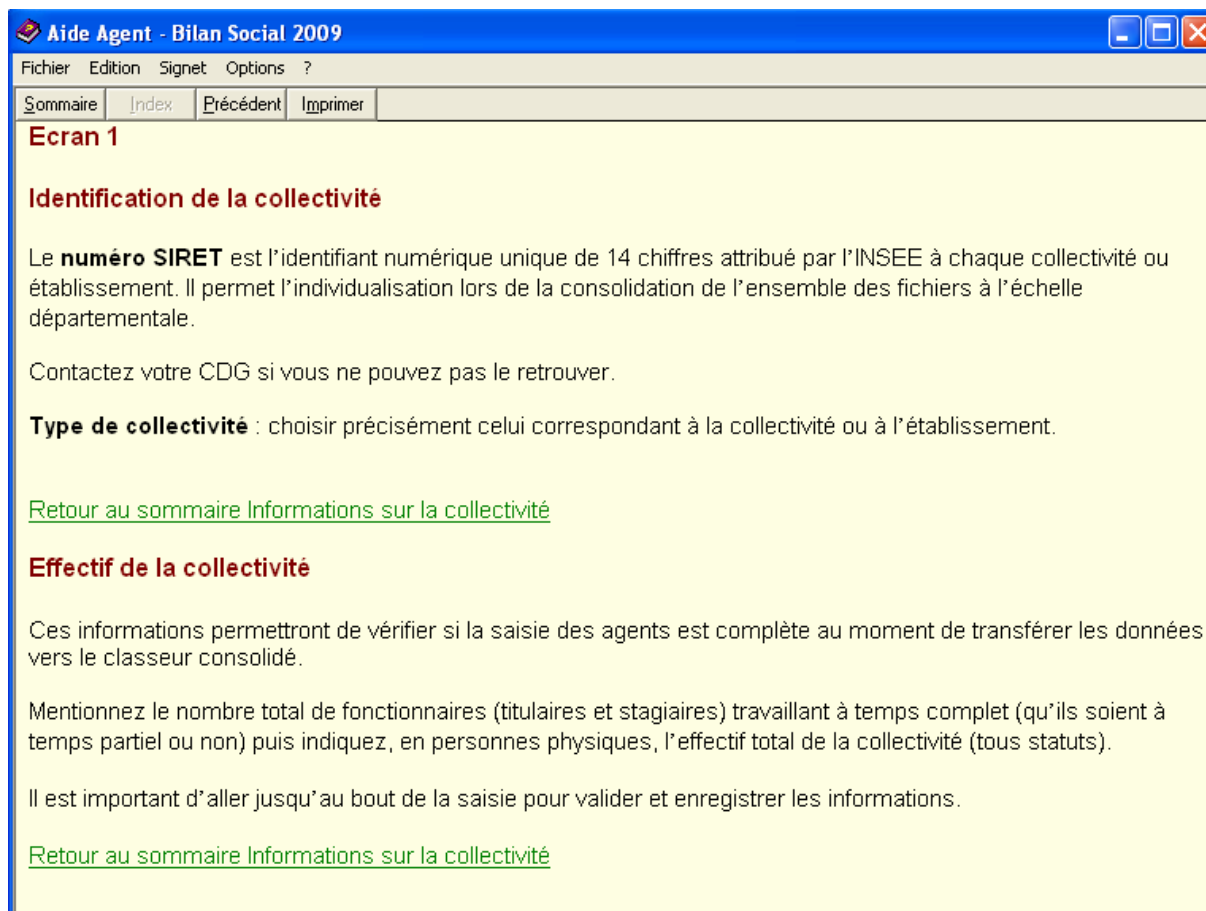 Aide Agent - Bilan Social 2009
Fichier Edition Signet Options ?
Sommaire Index Précédent Imprimer
Ecran 1
Identification de la collectivité
Le numéro SIRET est l'identifiant numérique unique de 14 chiffres attribué par l'INSEE à chaque collectivité ou
établissement. Il permet l'individualisation lors de la consolidation de l'ensemble des fichiers à l'échelle
départementale.
Contactez votre CDG si vous ne pouvez pas le retrouver.
Type de collectivité : choisir précisément celui correspondant à la collectivité ou à l'établissement.
Retour au sommaire Informations sur la collectivité
Effectif de la collectivité
Ces informations permettront de vérifier si la saisie des agents est complète au moment de transférer les données
vers le classeur consolidé.
Mentionnez le nombre total de fonctionnaires (titulaires et stagiaires) travaillant à temps complet (qu'ils soient à
temps partiel ou non) puis indiquez, en personnes physiques, l'effectif total de la collectivité (tous statuts).
Il est important d'aller jusqu'au bout de la saisie pour valider et enregistrer les informations.
Retour au sommaire Informations sur la collectivité